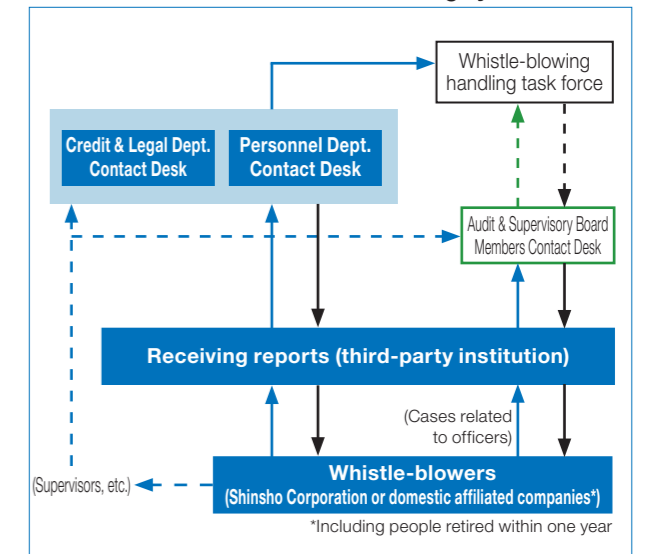 Whistle-blowing
handling task force
Credit & Legal Dept.
Contact Desk
Personnel Dept.
Contact Desk
Audit & Supervisory Board
Members Contact Desk
Receiving reports (third-party institution)
(Cases related
to officers)
(Supervisors, etc.)
Whistle-blowers
(Shinsho Corporation or domestic affiliated companies*)
*Including people retired within one year